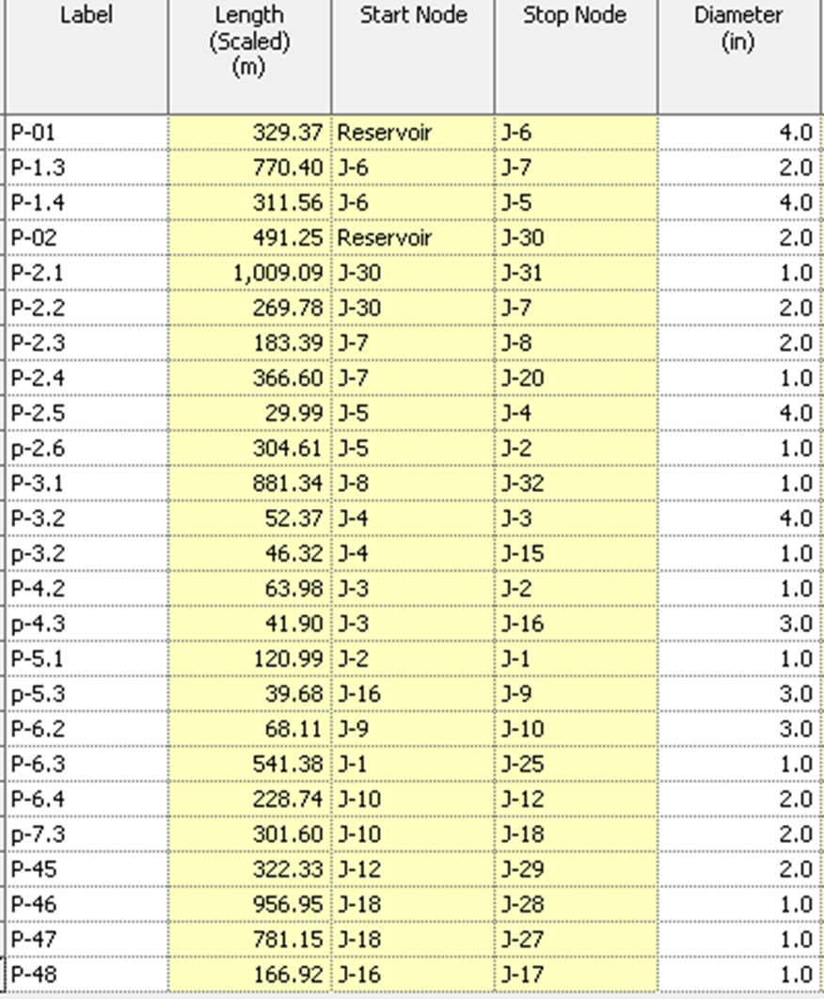 Label Length (Scaled) (m) Start Node Stop Node Diameter (in)
P-01 329.37 Reservoir J-6 4.0
P-1.3 770.40 J-6 J-7 2.0
P-1.4 311.56 J-6 J-5 4.0
P-02 491.25 Reservoir J-30 2.0
P-2.1 1,009.09 J-30 J-31 1.0
P-2.2 269.78 J-30 J-7 2.0
P-2.3 183.39 J-7 J-8 2.0
P-2.4 366.60 J-7 J-20 1.0
P-2.5 29.99 J-5 J-4 4.0
p-2.6 304.61 J-5 J-2 1.0
P-3.1 881.34 J-8 J-32 1.0
P-3.2 52.37 J-4 J-3 4.0
p-3.2 46.32 J-4 J-15 1.0
P-4.2 63.98 J-3 J-2 1.0
p-4.3 41.90 J-3 J-16 3.0
P-5.1 120.99 J-2 J-1 1.0
p-5.3 39.68 J-16 J-9 3.0
P-6.2 68.11 J-9 J-10 3.0
P-6.3 541.38 J-1 J-25 1.0
P-6.4 228.74 J-10 J-12 2.0
p-7.3 301.60 J-10 J-18 2.0
P-45 322.33 J-12 J-29 2.0
P-46 956.95 J-18 J-28 1.0
P-47 781.15 J-18 J-27 1.0
P-48 166.92 J-16 J-17 1.0